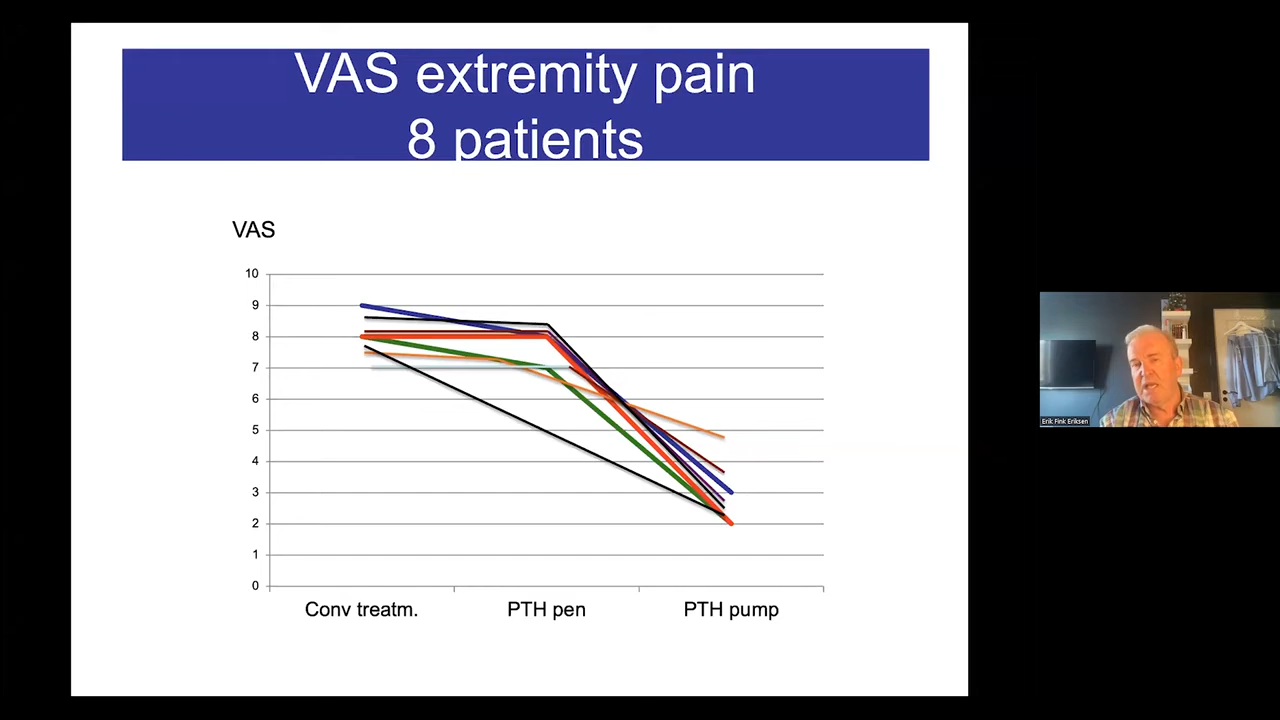 VAS extremity pain
8 patients
VAS
10
9
8
7
6
5
4
3
2
1
0
Conv treatm.
PTH pen
PTH pump
Erik Fink Eriksen